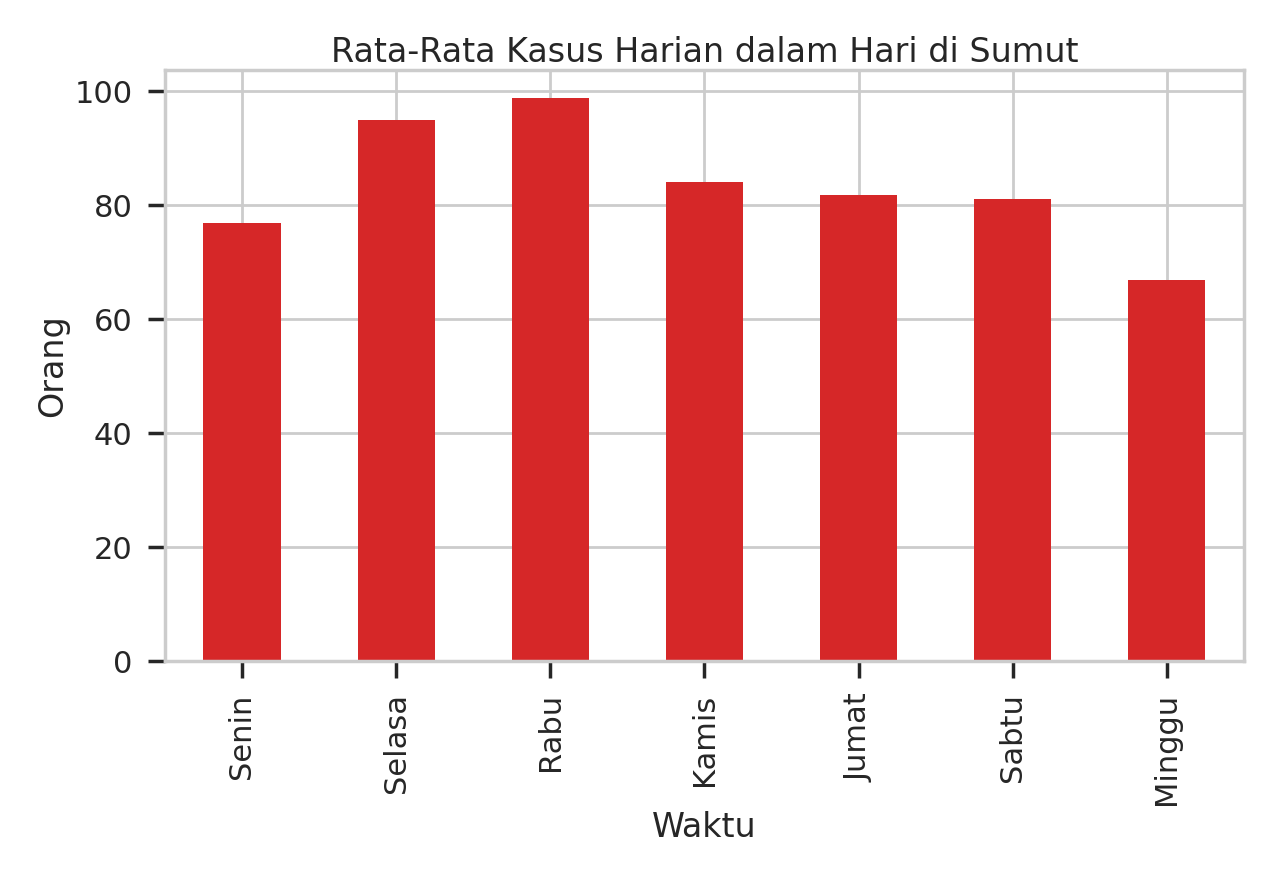 Rata-Rata Kasus Harian dalam Hari di Sumut
100
80
60
40
20
0
Orang
Senin
Selasa
Rabu
Kamis
Jumat
Sabtu
Minggu
Waktu